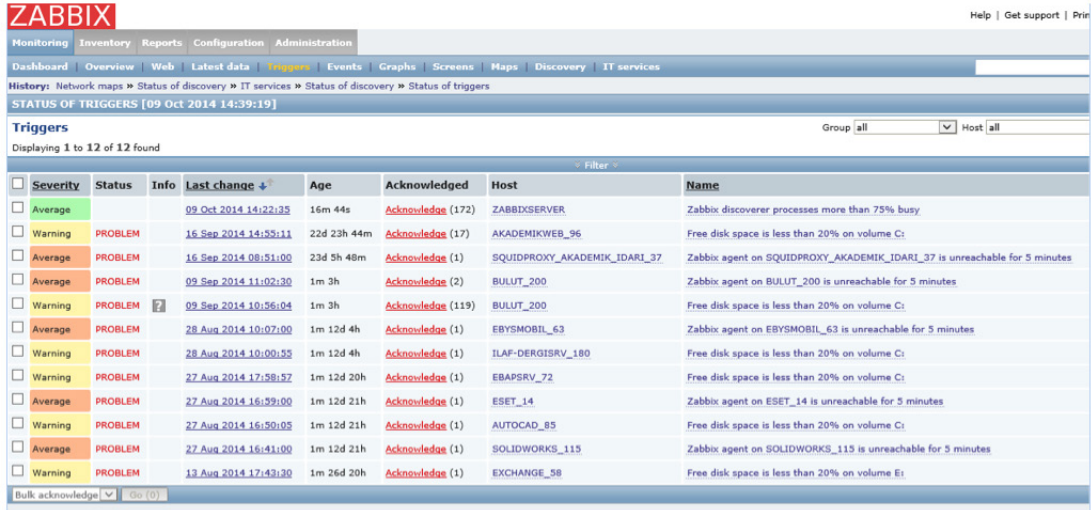 ZABBIX
Help | Get support | Prin
Monitoring Inventory Reports Configuration Administration
Dashboard | Overview | Web | Latest data | Triggers | Events | Graphs | Screens | Maps | Discovery | IT services
History: Network maps » Status of discovery » IT services » Status of discovery » Status of triggers
STATUS OF TRIGGERS [09 Oct 2014 14:39:19]
Triggers Group all Host all
Displaying 1 to 12 of 12 found
Filter
Severity Status Info Last change Age Acknowledged Host Name
Average 09 Oct 2014 14:22:35 16m 44s Acknowledge (172) ZABBIXSERVER Zabbix discoverer processes more than 75% busy
Warning PROBLEM 16 Sep 2014 14:55:11 22d 23h 44m Acknowledge (17) AKADEMIKWEB_96 Free disk space is less than 20% on volume C:
Average PROBLEM 16 Sep 2014 08:51:00 23d 5h 48m Acknowledge (1) SQUIDPROXY_AKADEMIK_IDARI_37 Zabbix agent on SQUIDPROXY_AKADEMIK_IDARI_37 is unreachable for 5 minutes
Average PROBLEM 09 Sep 2014 11:02:30 1m 3h Acknowledge (2) BULUT_200 Zabbix agent on BULUT_200 is unreachable for 5 minutes
Warning PROBLEM ? 09 Sep 2014 10:56:04 1m 3h Acknowledge (119) BULUT_200 Free disk space is less than 20% on volume C:
Average PROBLEM 28 Aug 2014 10:07:00 1m 12d 4h Acknowledge (1) EBYSMOBIL_63 Zabbix agent on EBYSMOBIL_63 is unreachable for 5 minutes
Warning PROBLEM 28 Aug 2014 10:00:55 1m 12d 4h Acknowledge (1) ILAF-DERGISRV_180 Free disk space is less than 20% on volume C:
Warning PROBLEM 27 Aug 2014 17:58:57 1m 12d 20h Acknowledge (1) EBAPSRV_72 Free disk space is less than 20% on volume C:
Average PROBLEM 27 Aug 2014 16:59:00 1m 12d 21h Acknowledge (1) ESET_14 Zabbix agent on ESET_14 is unreachable for 5 minutes
Warning PROBLEM 27 Aug 2014 16:50:05 1m 12d 21h Acknowledge (1) AUTOCAD_85 Free disk space is less than 20% on volume C:
Average PROBLEM 27 Aug 2014 16:41:00 1m 12d 21h Acknowledge (1) SOLIDWORKS_115 Zabbix agent on SOLIDWORKS_115 is unreachable for 5 minutes
Warning PROBLEM 13 Aug 2014 17:43:30 1m 26d 20h Acknowledge (1) EXCHANGE_58 Free disk space is less than 20% on volume E:
Bulk acknowledge Go (0)